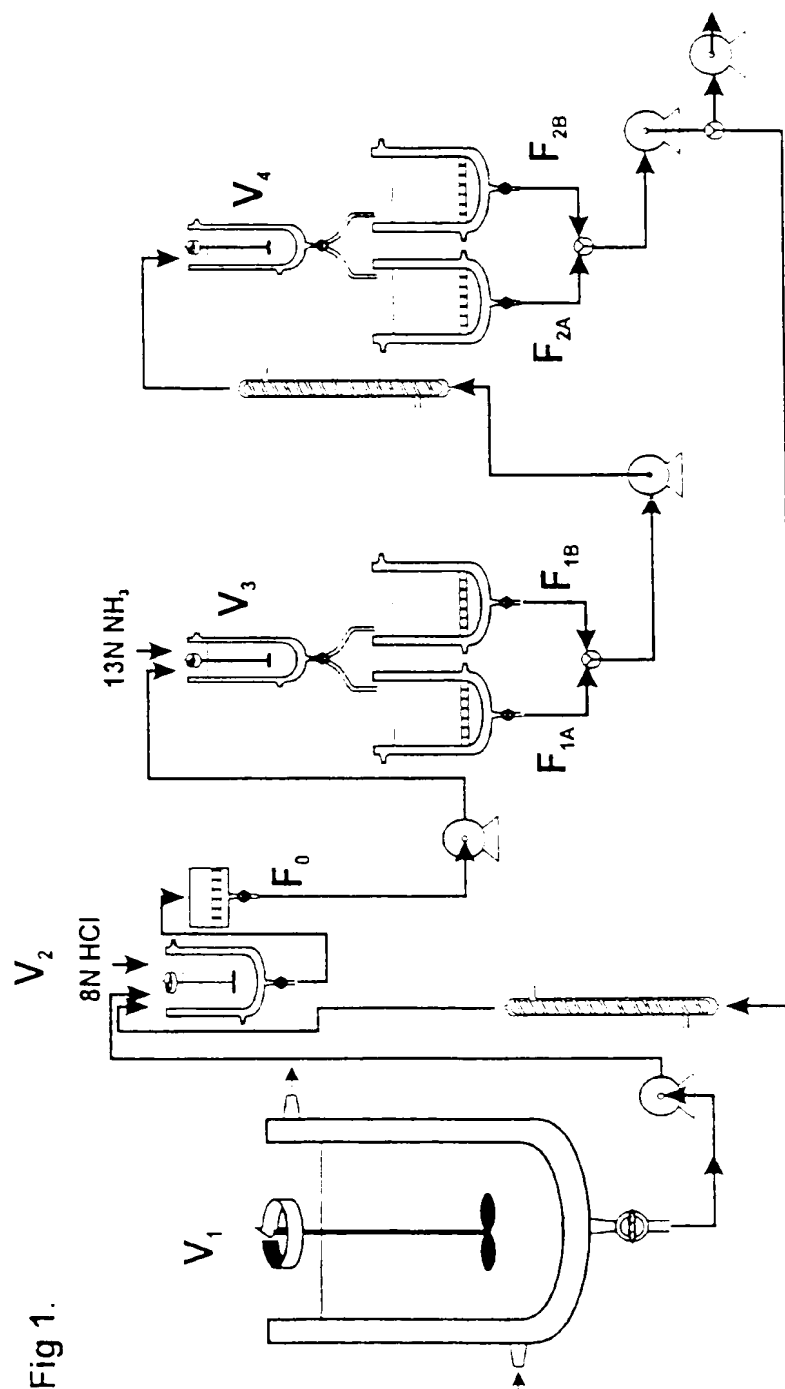 Fig 1.
V₁
V₂
8N HCl
F₀
13N NH₃
V₃
F₁A
F₁B
V₄
F₂A
F₂B